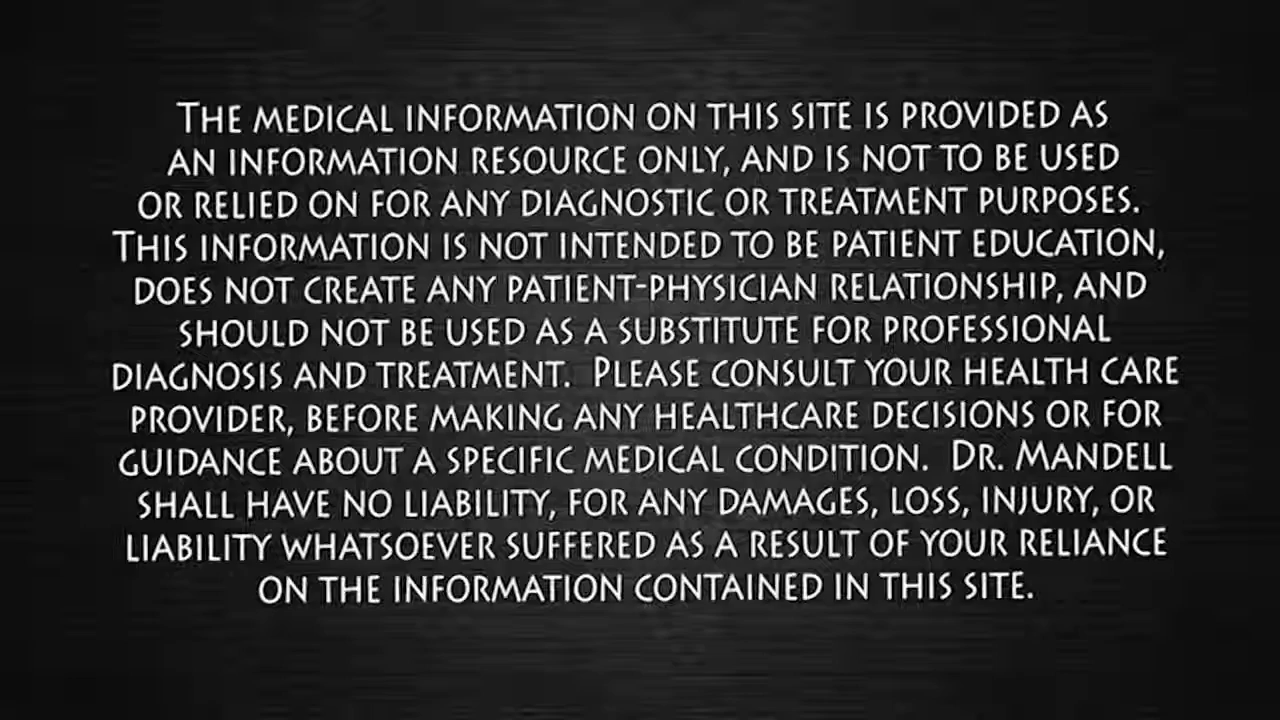 THE MEDICAL INFORMATION ON THIS SITE IS PROVIDED AS
AN INFORMATION RESOURCE ONLY, AND IS NOT TO BE USED
OR RELIED ON FOR ANY DIAGNOSTIC OR TREATMENT PURPOSES.
THIS INFORMATION IS NOT INTENDED TO BE PATIENT EDUCATION,
DOES NOT CREATE ANY PATIENT-PHYSICIAN RELATIONSHIP, AND
SHOULD NOT BE USED AS A SUBSTITUTE FOR PROFESSIONAL
DIAGNOSIS AND TREATMENT. PLEASE CONSULT YOUR HEALTH CARE
PROVIDER, BEFORE MAKING ANY HEALTHCARE DECISIONS OR FOR
GUIDANCE ABOUT A SPECIFIC MEDICAL CONDITION. DR. MANDELL
SHALL HAVE NO LIABILITY, FOR ANY DAMAGES, LOSS, INJURY, OR
LIABILITY WHATSOEVER SUFFERED AS A RESULT OF YOUR RELIANCE
ON THE INFORMATION CONTAINED IN THIS SITE.